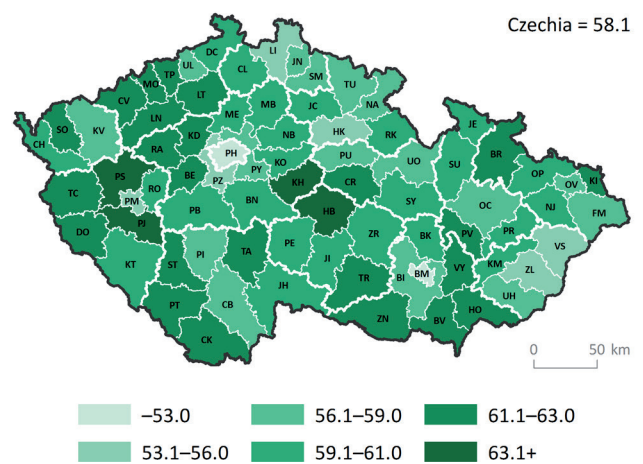 Czechia = 58.1
DC
LI
UL
JN
TP
CL
SM
MO
TU
CV
LT
NA
MB
JC
LN
ME
SO
KV
JE
CH
KD
NB
HK
RK
RA
PH
BR
PU
KO
UO
SU
OP
PS
BE
PZ
PY
KI
OV
TC
RO
KH
CR
OC
PM
BN
SY
NJ
FM
PB
HB
PJ
PV
PR
DO
ZR
BK
VS
PE
KT
ST
PI
TA
JI
KM
ZL
BI
BM
VY
TR
JH
UH
PT
CB
HO
ZN
BV
CK
0 50 km
–53.0
56.1–59.0
61.1–63.0
53.1–56.0
59.1–61.0
63.1+